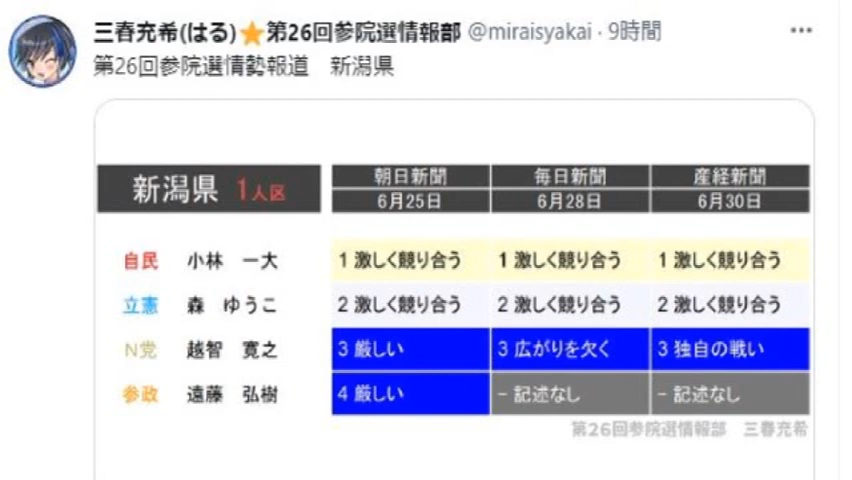 三春充希(はる)⭐第26回参院選情報部 @miraisyakai · 9時間
第26回参院選情勢報道　新潟県
新潟県 1人区 朝日新聞 毎日新聞 産経新聞
6月25日 6月28日 6月30日
自民 小林 一大 1 激しく競り合う 1 激しく競り合う 1 激しく競り合う
立憲 森 ゆうこ 2 激しく競り合う 2 激しく競り合う 2 激しく競り合う
N党 越智 寛之 3 厳しい 3 広がりを欠く 3 独自の戦い
参政 遠藤 弘樹 4 厳しい - 記述なし - 記述なし
第26回参院選情報部 三春充希